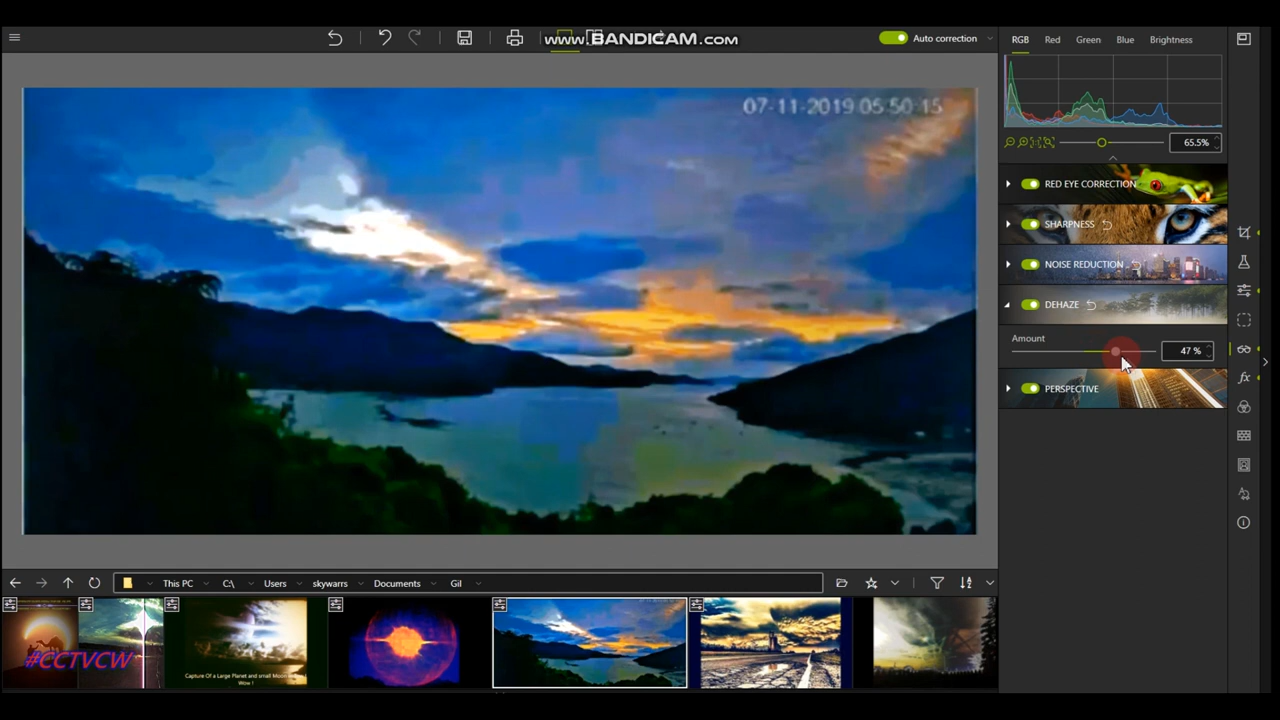 www.BANDICAM.com
Auto correction
RGB Red Green Blue Brightness
07-11-2019 05:50:15
65.5%
RED EYE CORRECTION
SHARPNESS
NOISE REDUCTION
DEHAZE
Amount
47 %
PERSPECTIVE
fx
This PC C:\ Users skywarrs Documents Gil
#CCTVCW
Capture Of a Large Planet and small Moon
Wow !